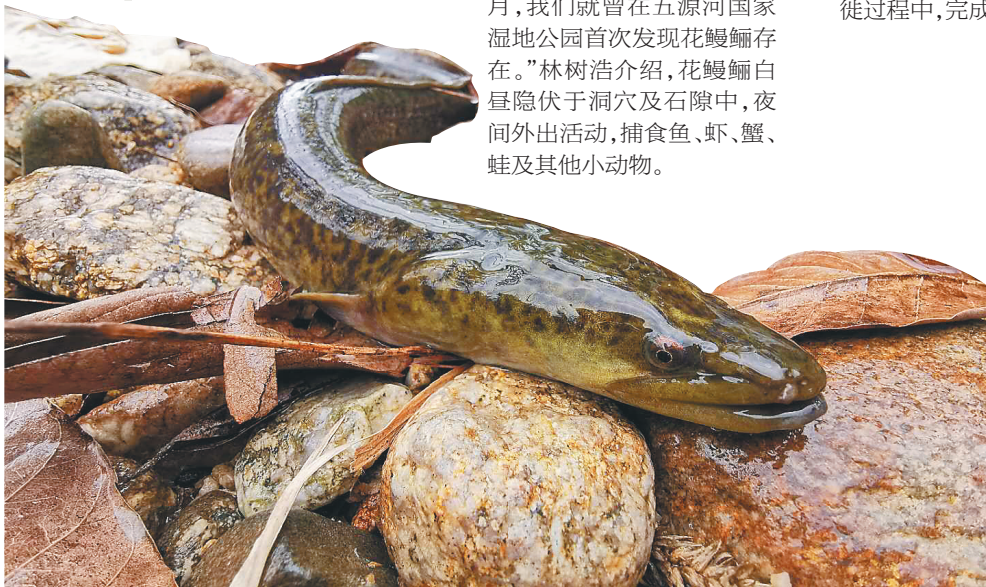 月,我们就曾在五源河国家
湿地公园首次发现花鳗鲡存
在。”林树浩介绍,花鳗鲡白
昼隐伏于洞穴及石隙中,夜
间外出活动,捕食鱼、虾、蟹、
蛙及其他小动物。
徙过程中,完成